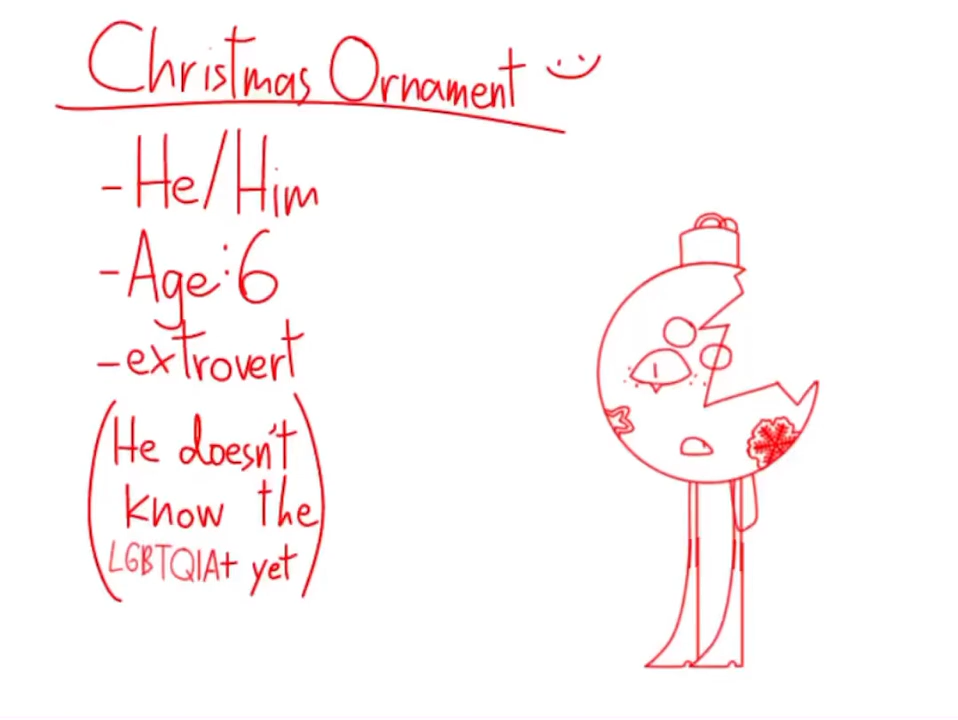 Christmas Ornament
-He/Him
-Age:6
-extrovert
(He doesn't
know the
LGBTQIA+ yet)